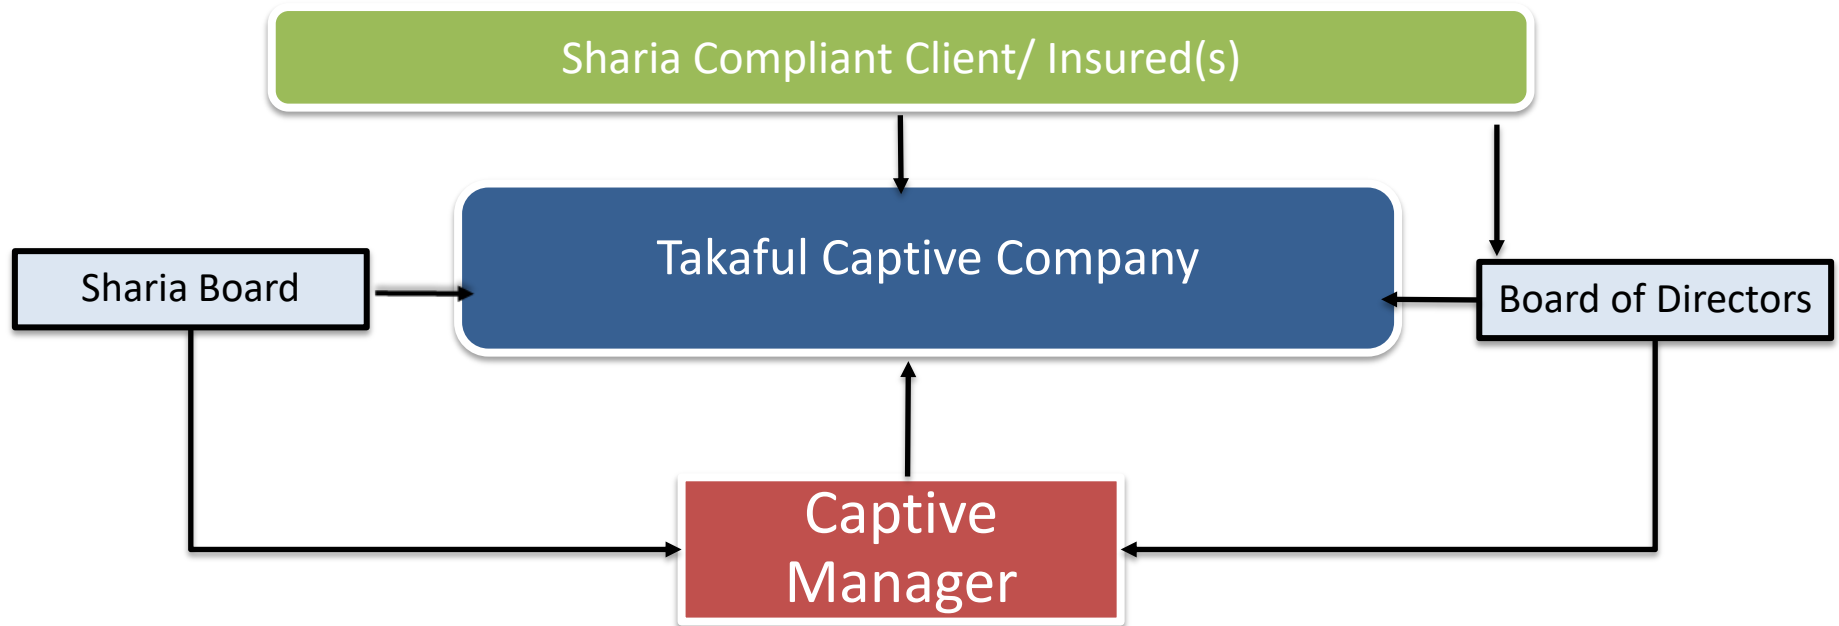 Sharia Compliant Client/ Insured(s)
Takaful Captive Company
Sharia Board
Board of Directors
Captive
Manager